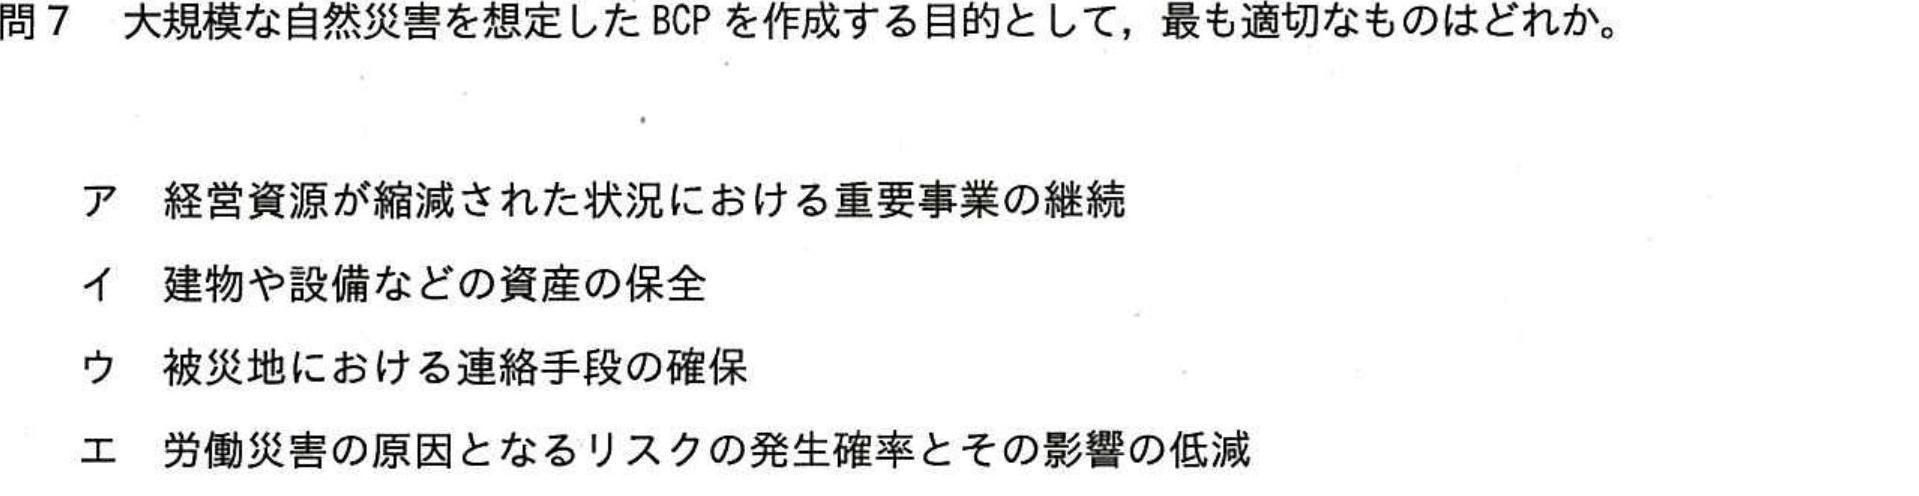 問7 大規模な自然災害を想定したBCPを作成する目的として，最も適切なものはどれか。
ア 経営資源が縮減された状況における重要事業の継続
イ 建物や設備などの資産の保全
ウ 被災地における連絡手段の確保
エ 労働災害の原因となるリスクの発生確率とその影響の低減